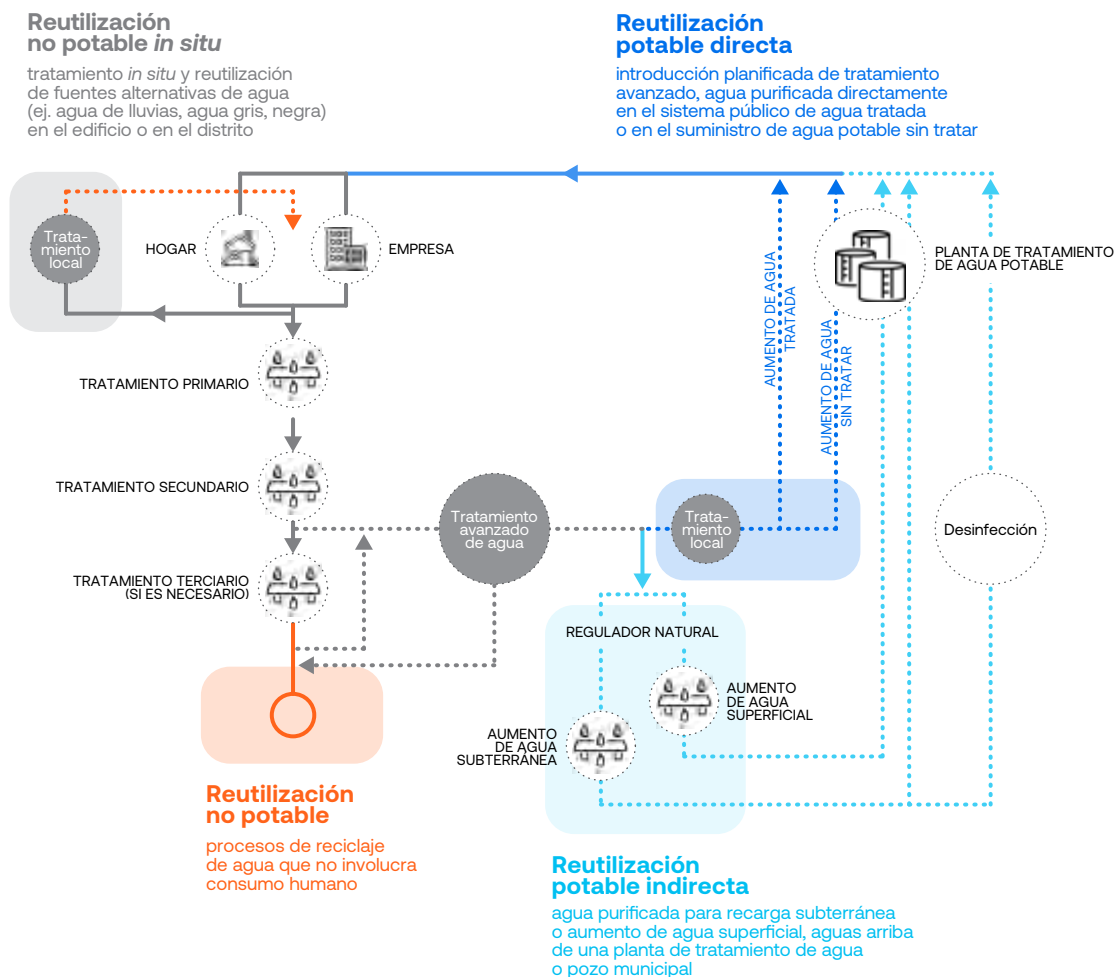 Reutilización
no potable in situ
tratamiento in situ y reutilización
de fuentes alternativas de agua
(ej. agua de lluvias, agua gris, negra)
en el edificio o en el distrito
Reutilización
potable directa
introducción planificada de tratamiento
avanzado, agua purificada directamente
en el sistema público de agua tratada
o en el suministro de agua potable sin tratar
Trata-
miento
local
HOGAR
EMPRESA
PLANTA DE TRATAMIENTO
DE AGUA POTABLE
AUMENTO DE AGUA
TRATADA
AUMENTO DE AGUA
SIN TRATAR
TRATAMIENTO PRIMARIO
TRATAMIENTO SECUNDARIO
Tratamiento
avanzado
de agua
Trata-
miento
local
Desinfección
TRATAMIENTO TERCIARIO
(SI ES NECESARIO)
REGULADOR NATURAL
AUMENTO
DE AGUA
SUPERFICIAL
AUMENTO
DE AGUA
SUBTERRÁNEA
Reutilización
no potable
procesos de reciclaje
de agua que no involucra
consumo humano
Reutilización
potable indirecta
agua purificada para recarga subterránea
o aumento de agua superficial, aguas arriba
de una planta de tratamiento de agua
o pozo municipal